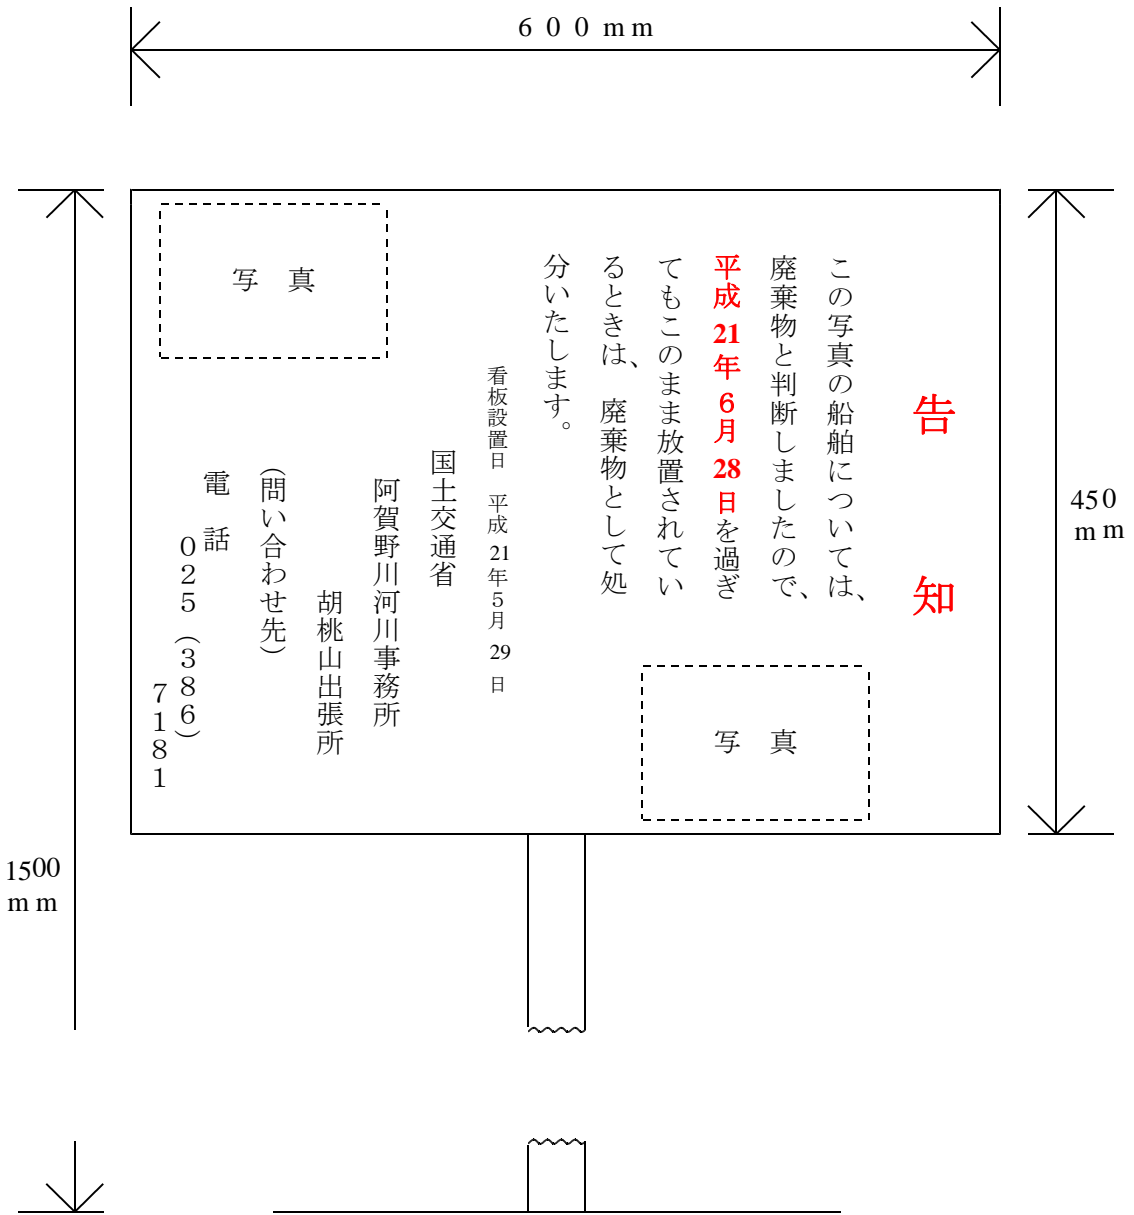 ６００ｍｍ
告知
この写真の船舶については、
廃棄物と判断しましたので、
平成21年６月28日を過ぎ
てもこのまま放置されてい
るときは、廃棄物として処
分いたします。
看板設置日　平成21年５月29日
国土交通省
阿賀野川河川事務所
胡桃山出張所
（問い合わせ先）
電　話
０２５（３８６）
７１８１
写　真
写　真
450
ｍｍ
1500
ｍｍ